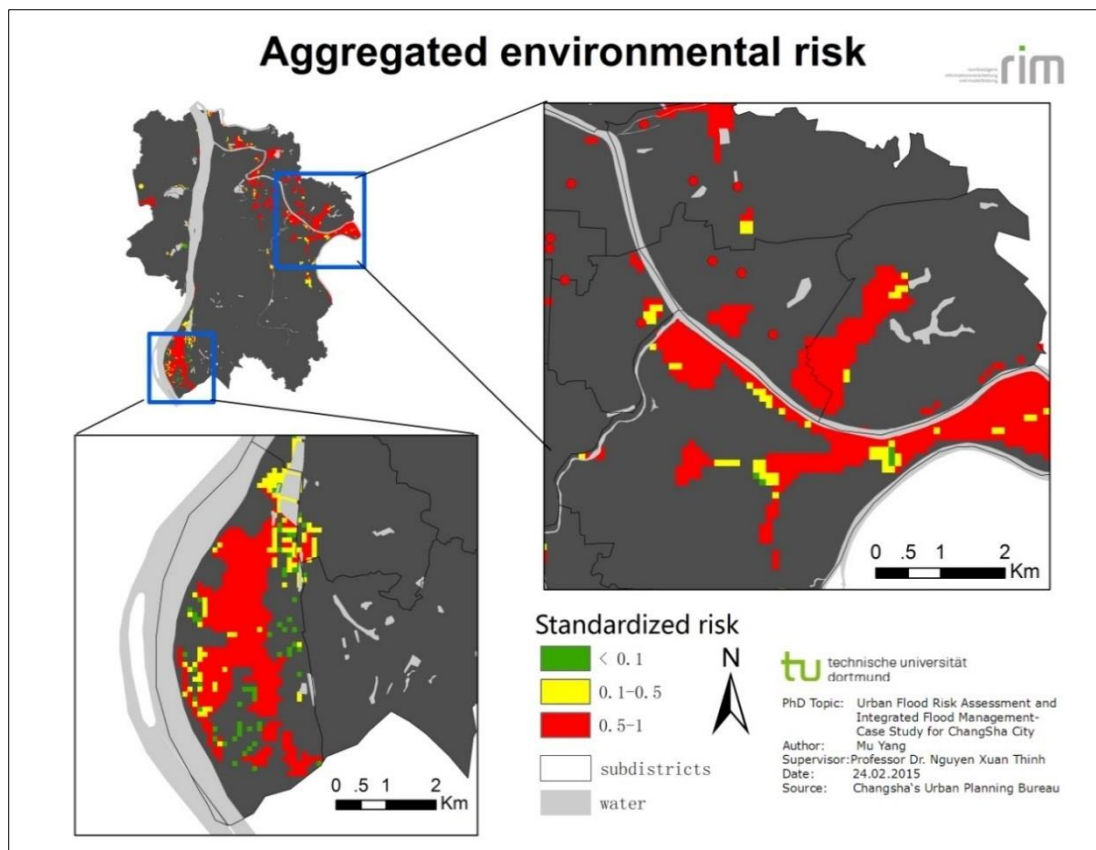 Aggregated environmental risk
rim
0 .5 1 2
Km
0 .5 1 2
Km
Standardized risk
< 0.1
0.1-0.5
0.5-1
subdistricts
water
N
tu technische universität
dortmund
PhD Topic: Urban Flood Risk Assessment and
Integrated Flood Management-
Case Study for ChangSha City
Author: Mu Yang
Supervisor:Professor Dr. Nguyen Xuan Thinh
Date: 24.02.2015
Source: Changsha's Urban Planning Bureau